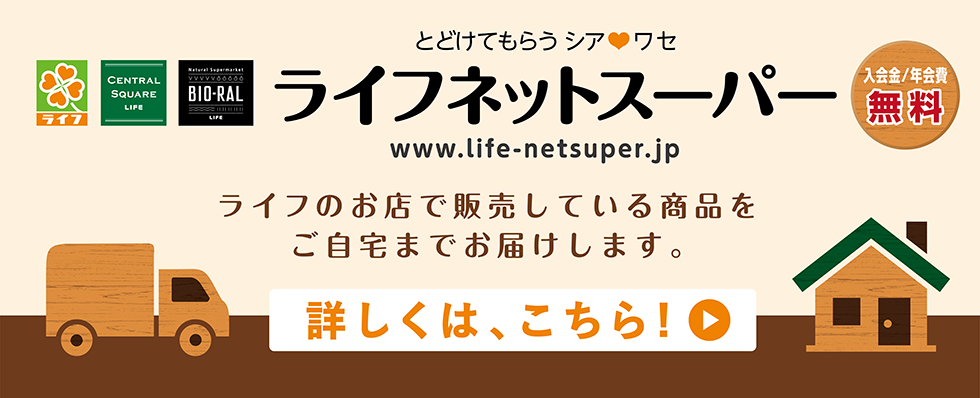 とどけてもらう シア🧡ワセ
ライフ
CENTRAL
SQUARE
LIFE
Natural Supermarket
BIO-RAL
LIFE
ライフネットスーパー
入会金/年会費
無料
www.life-netsuper.jp
ライフのお店で販売している商品を
ご自宅までお届けします。
詳しくは、こちら!